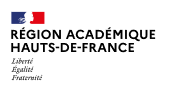 RÉGION ACADÉMIQUE
HAUTS-DE-FRANCE
Liberté
Égalité
Fraternité